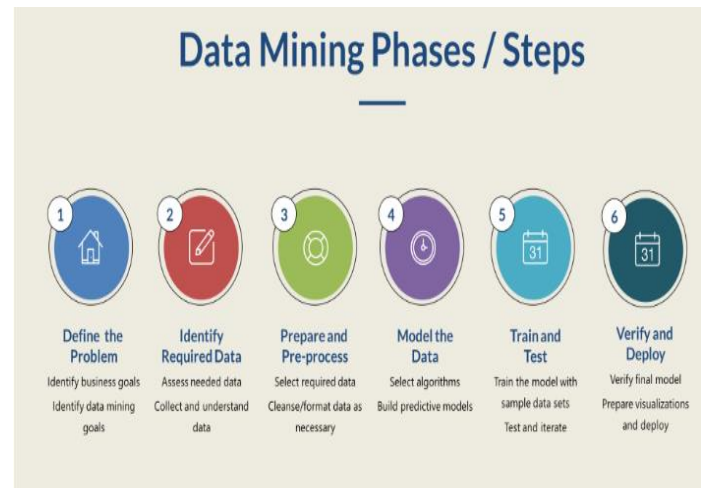 Data Mining Phases / Steps
1
2
3
4
5
6
31
31
Define the
Problem
Identify business goals
Identify data mining
goals
Identify
Required Data
Assess needed data
Collect and understand
data
Prepare and
Pre-process
Select required data
Cleanse/format data as
necessary
Model the
Data
Select algorithms
Build predictive models
Train and
Test
Train the model with
sample data sets
Test and iterate
Verify and
Deploy
Verify final model
Prepare visualizations
and deploy